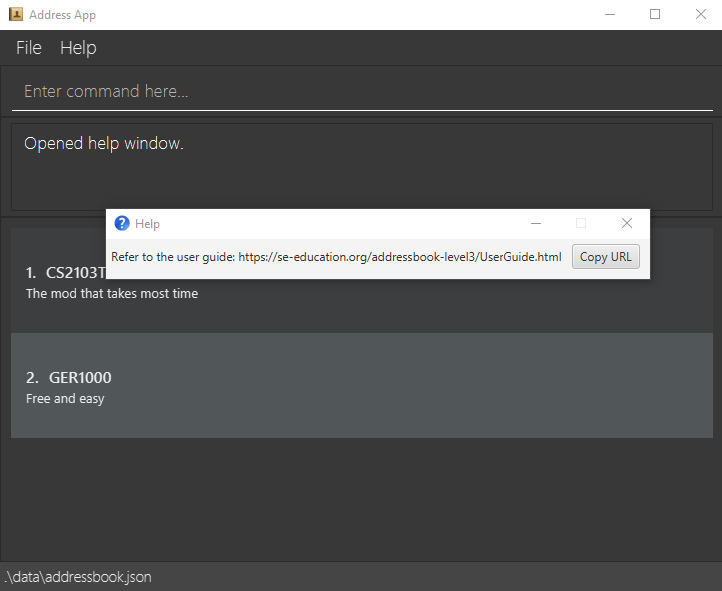 Address App
File Help
Enter command here...
Opened help window.
Help
Refer to the user guide: https://se-education.org/addressbook-level3/UserGuide.html Copy URL
1. CS2103T
The mod that takes most time
2. GER1000
Free and easy
.\data\addressbook.json